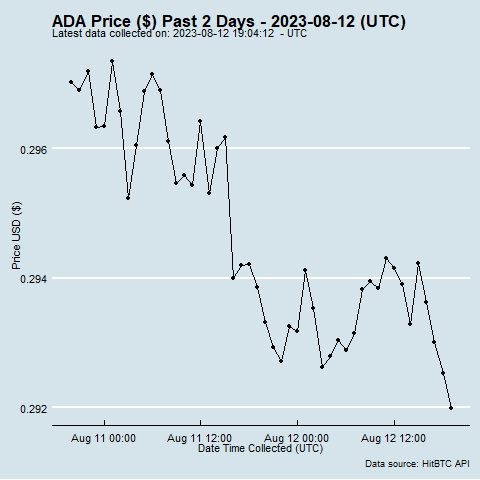 ADA Price ($) Past 2 Days - 2023-08-12 (UTC)
Latest data collected on: 2023-08-12 19:04:12 - UTC
0.296
0.294
0.292
Price USD ($)
Aug 11 00:00
Aug 11 12:00
Aug 12 00:00
Aug 12 12:00
Date Time Collected (UTC)
Data source: HitBTC API